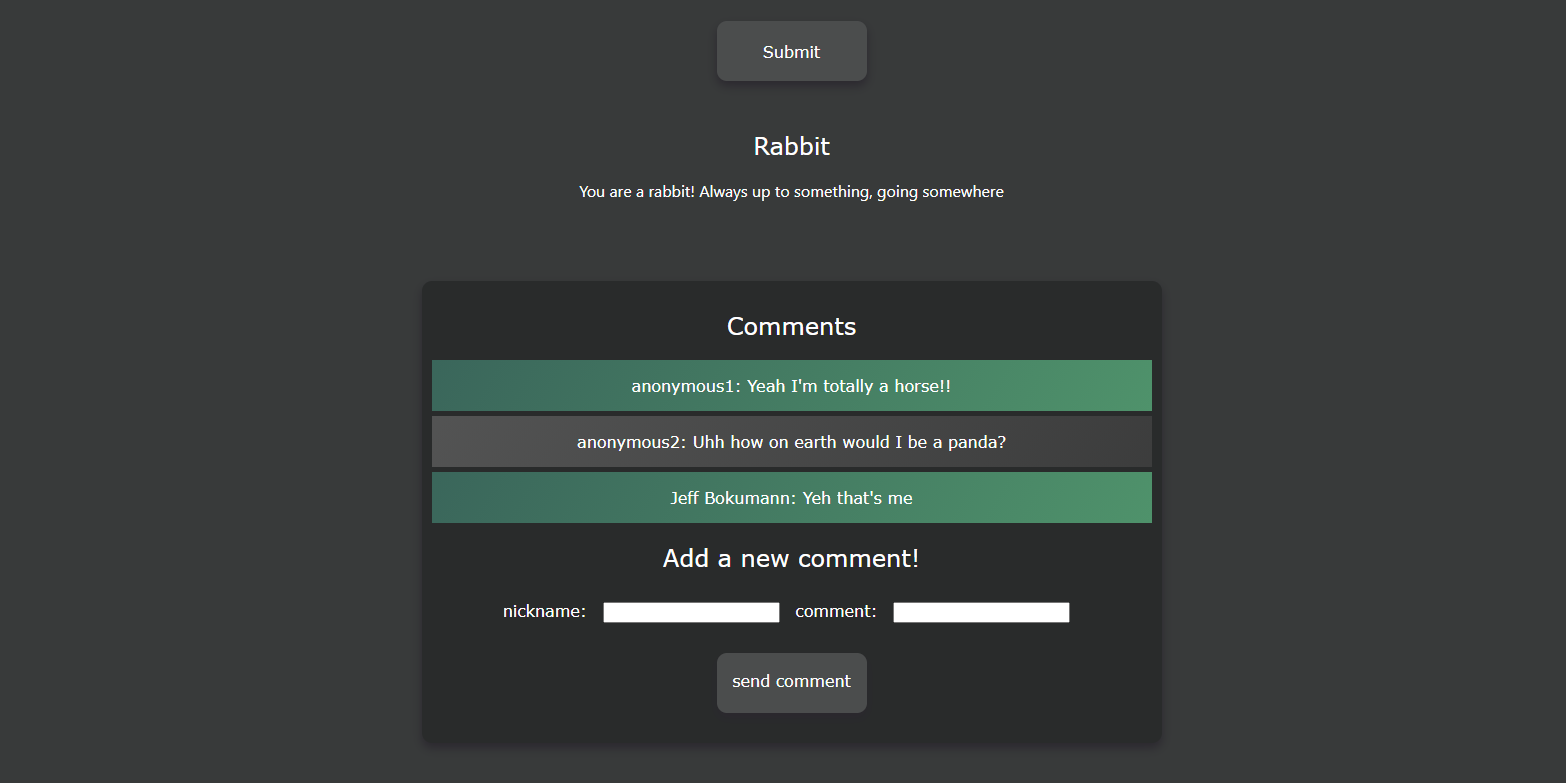 Submit
Rabbit
You are a rabbit! Always up to something, going somewhere
Comments
anonymous1: Yeah I'm totally a horse!!
anonymous2: Uhh how on earth would I be a panda?
Jeff Bokumann: Yeh that's me
Add a new comment!
nickname: comment:
send comment